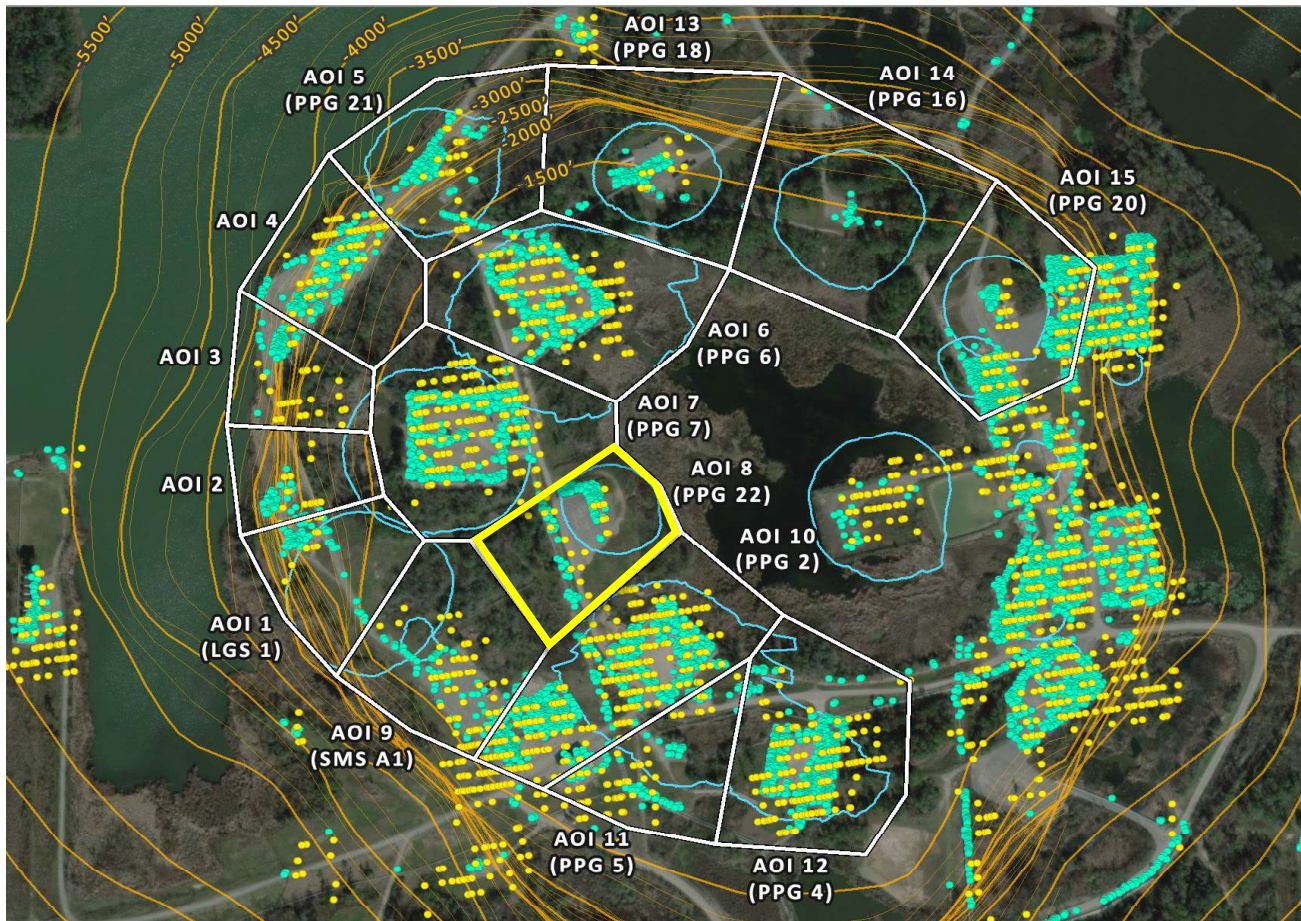 -5500'
-5000'
-4500'
-4000'
-3500'
-3000'
-2500'
-2000'
-1500'
AOI 13
(PPG 18)
AOI 14
(PPG 16)
AOI 5
(PPG 21)
AOI 15
(PPG 20)
AOI 4
AOI 3
AOI 6
(PPG 6)
AOI 7
(PPG 7)
AOI 2
AOI 8
(PPG 22)
AOI 10
(PPG 2)
AOI 1
(LGS 1)
AOI 9
(SMS A1)
AOI 11
(PPG 5)
AOI 12
(PPG 4)